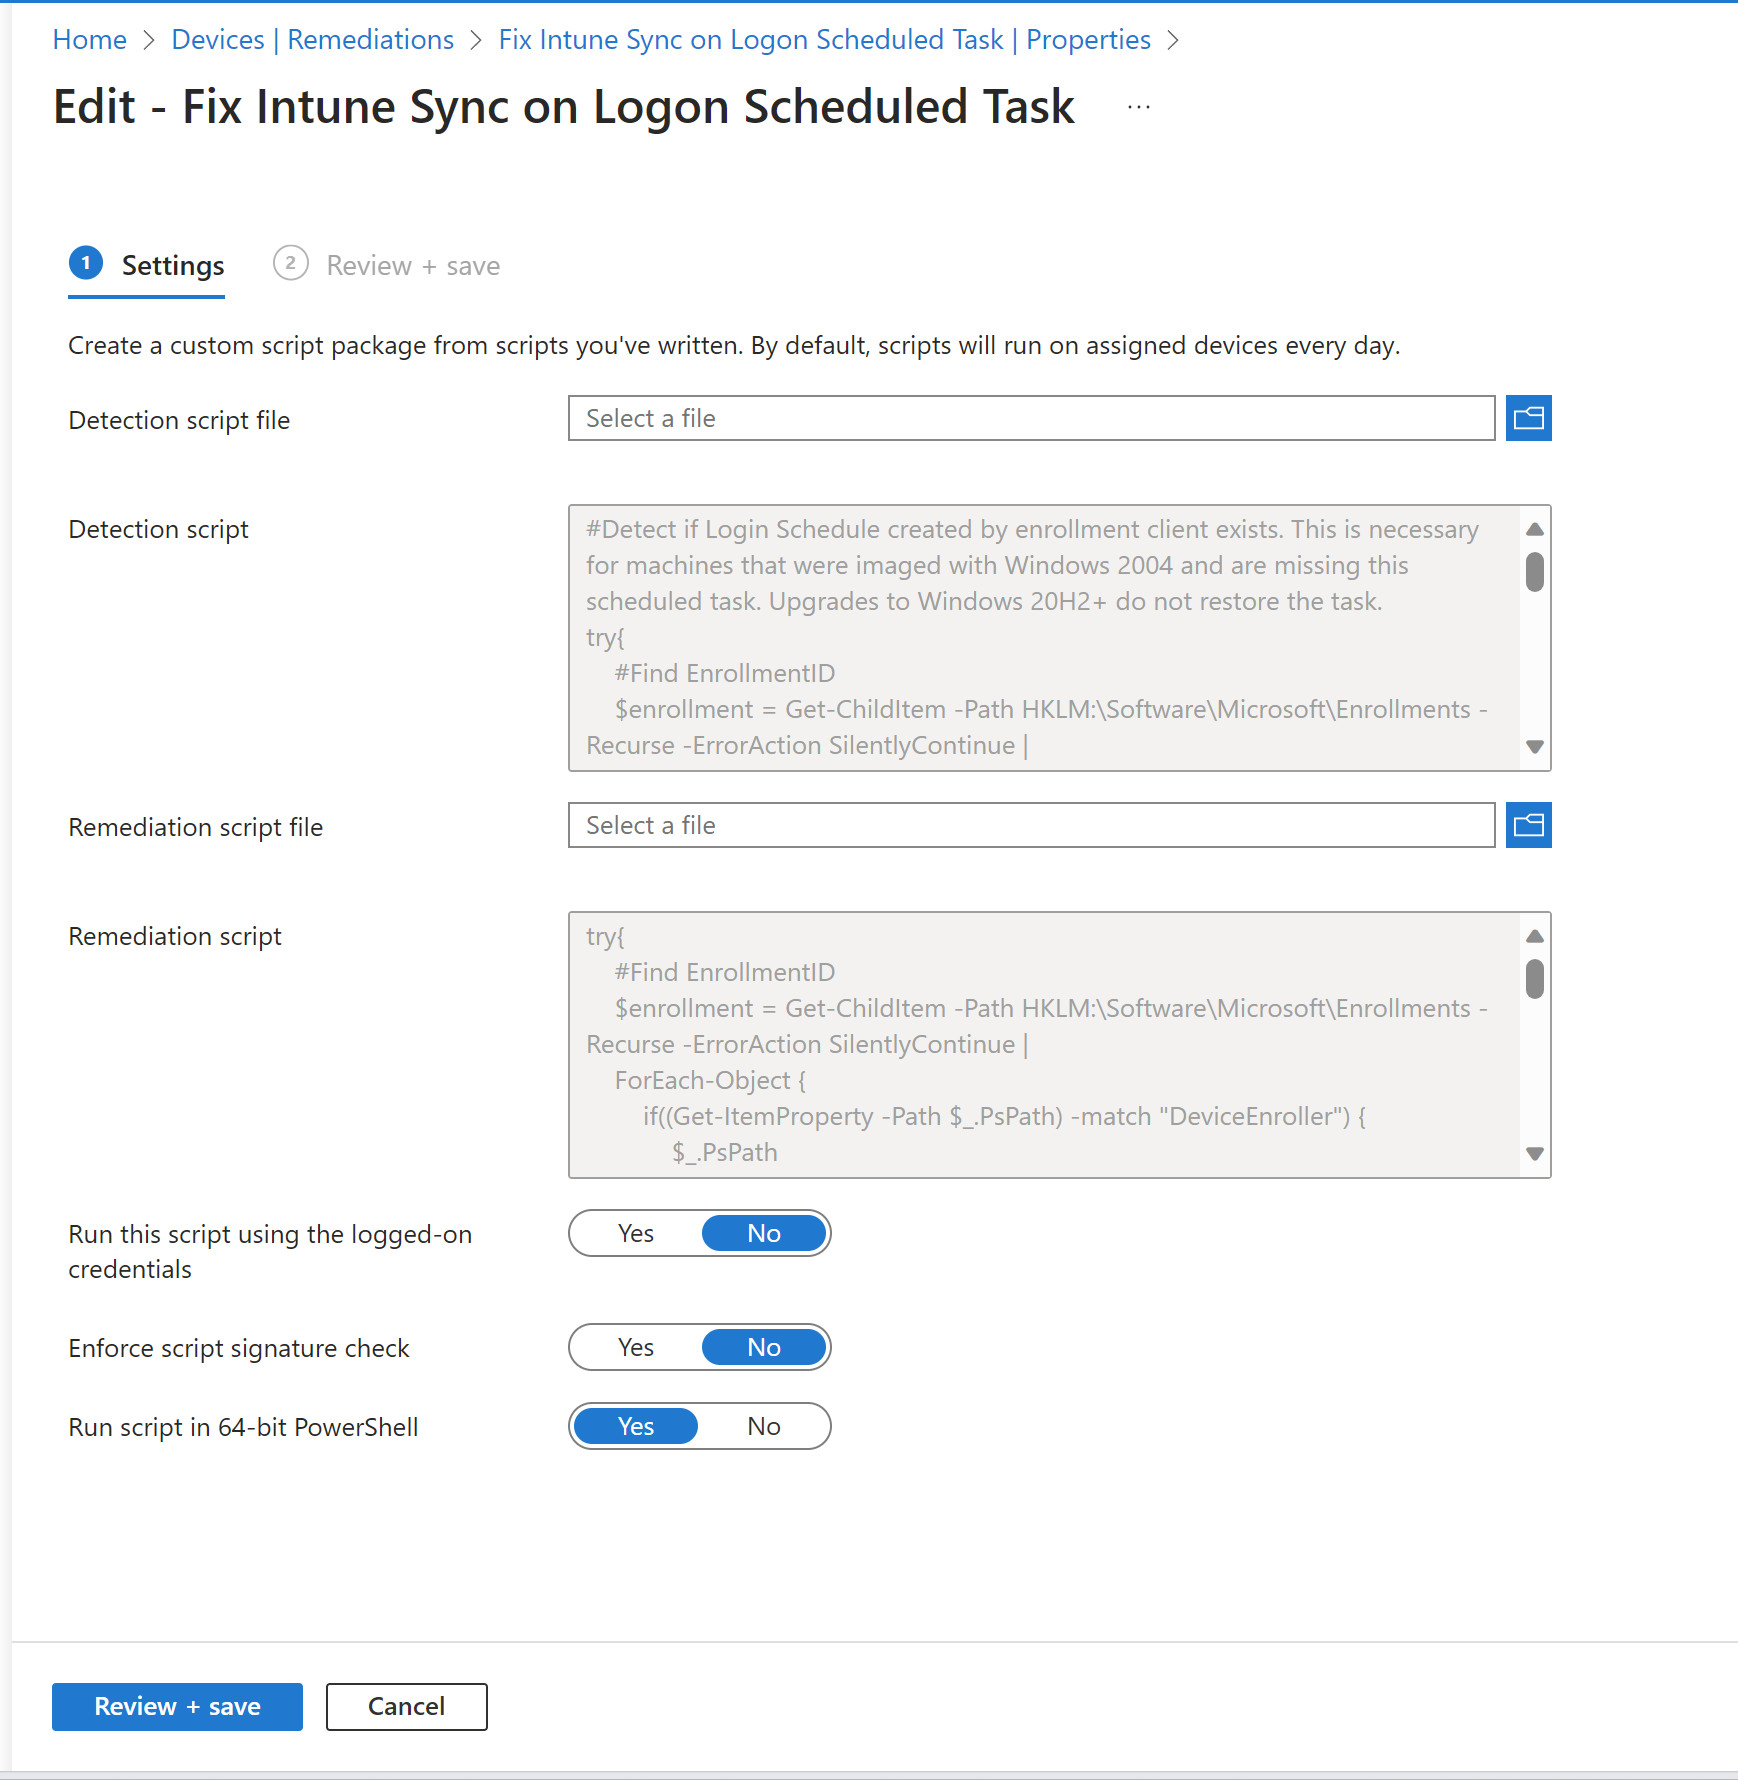 Home > Devices | Remediations > Fix Intune Sync on Logon Scheduled Task | Properties >
Edit - Fix Intune Sync on Logon Scheduled Task ...
1 Settings 2 Review + save
Create a custom script package from scripts you've written. By default, scripts will run on assigned devices every day.
Detection script file Select a file
Detection script
#Detect if Login Schedule created by enrollment client exists. This is necessary
for machines that were imaged with Windows 2004 and are missing this
scheduled task. Upgrades to Windows 20H2+ do not restore the task.
try{
#Find EnrollmentID
$enrollment = Get-ChildItem -Path HKLM:\Software\Microsoft\Enrollments -
Recurse -ErrorAction SilentlyContinue |
Remediation script file Select a file
Remediation script
try{
#Find EnrollmentID
$enrollment = Get-ChildItem -Path HKLM:\Software\Microsoft\Enrollments -
Recurse -ErrorAction SilentlyContinue |
ForEach-Object {
if((Get-ItemProperty -Path $_.PsPath) -match "DeviceEnroller") {
$_.PsPath
Run this script using the logged-on
credentials
Yes No
Enforce script signature check Yes No
Run script in 64-bit PowerShell Yes No
Review + save Cancel